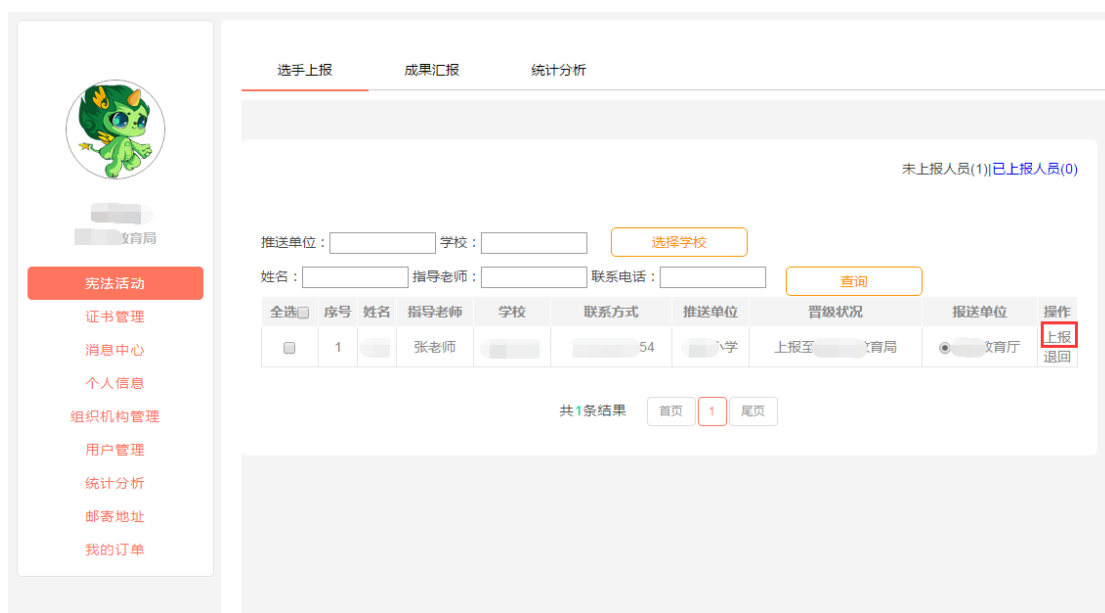 选手上报 成果汇报 统计分析
未上报人员(1)|已上报人员(0)
教育局
宪法活动
证书管理
消息中心
个人信息
组织机构管理
用户管理
统计分析
邮寄地址
我的订单
推送单位： 学校： 选择学校
姓名： 指导老师： 联系电话： 查询
全选 序号 姓名 指导老师 学校 联系方式 推送单位 晋级状况 报送单位 操作
1 张老师 54 小学 上报至 育局 教育厅 上报
退回
共1条结果 首页 1 尾页